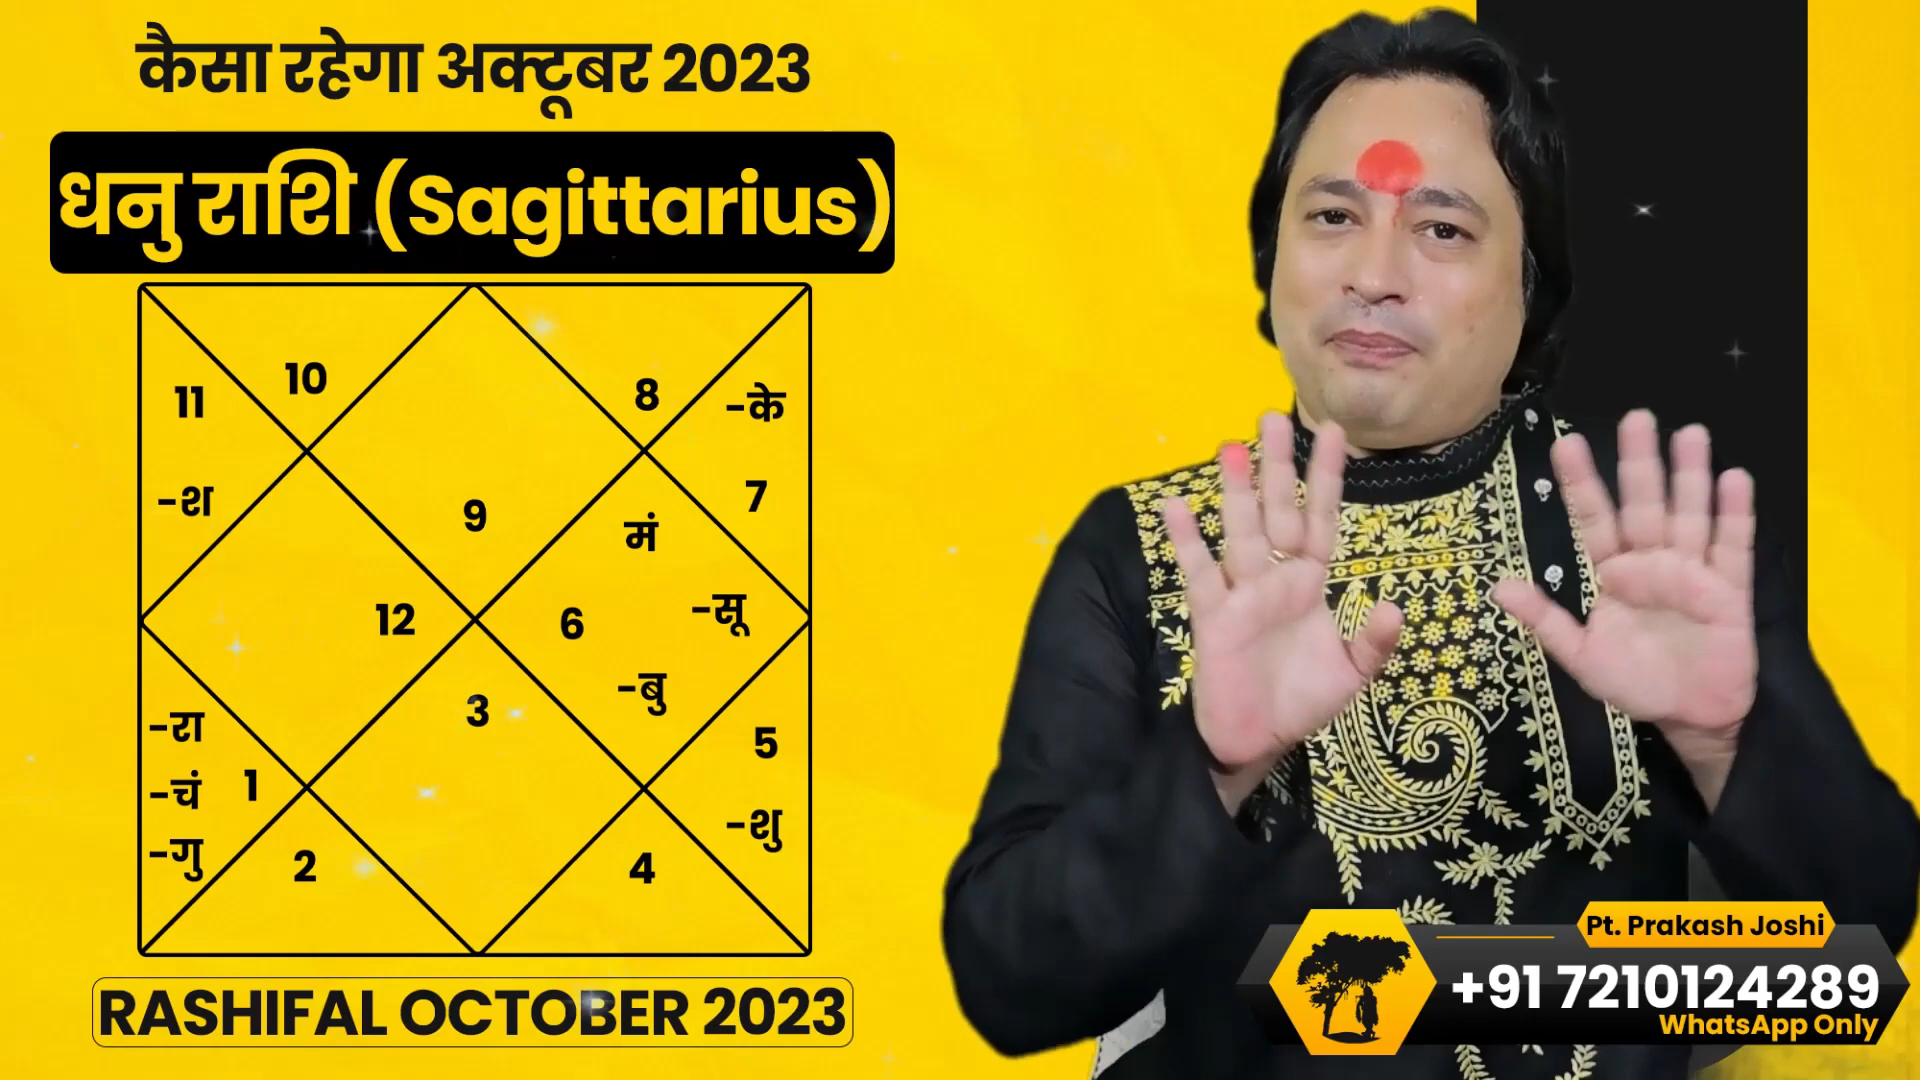 कैसा रहेगा अक्टूबर 2023
धनु राशि (Sagittarius)
10
11
8
-के
-श
9
7
मं
12
6
-सू
-बु
3
-रा
5
-चं
1
-शु
-गु
2
4
RASHIFAL OCTOBER 2023
Pt. Prakash Joshi
+91 7210124289
WhatsApp Only